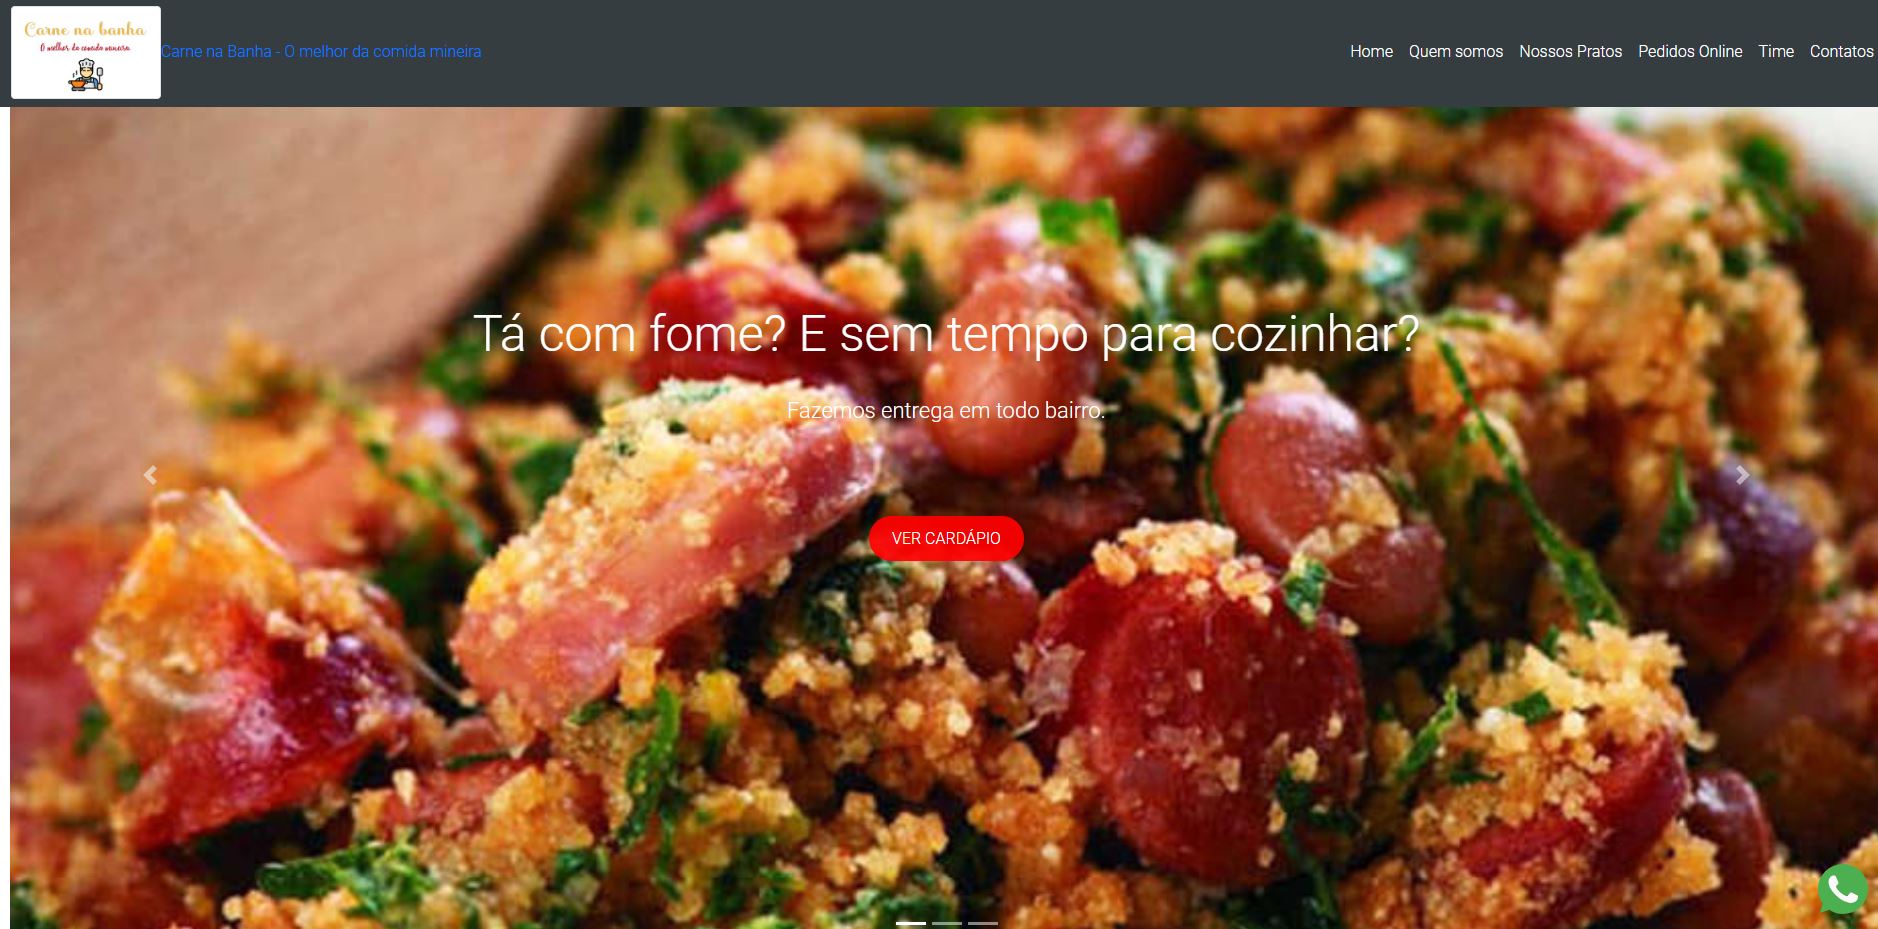 Carne na banha
O melhor da comida mineira
Carne na Banha - O melhor da comida mineira
Home Quem somos Nossos Pratos Pedidos Online Time Contatos
Tá com fome? E sem tempo para cozinhar?
Fazemos entrega em todo bairro.
VER CARDÁPIO